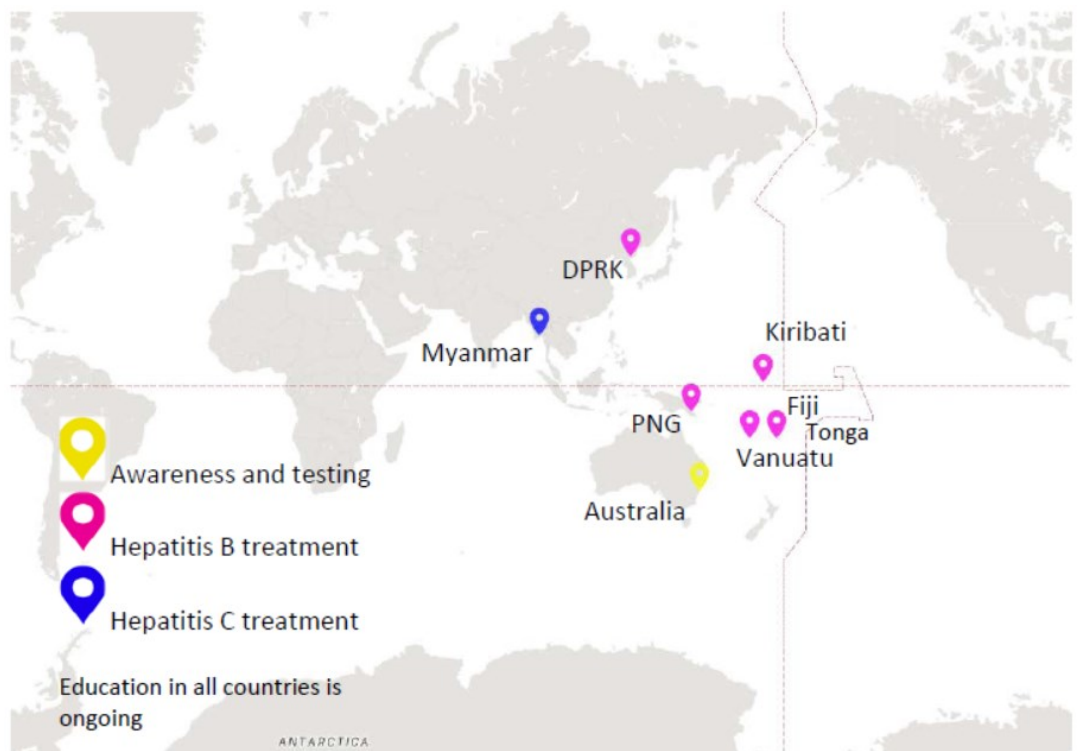 DPRK
Myanmar
Kiribati
PNG
Fiji
Tonga
Vanuatu
Australia
Awareness and testing
Hepatitis B treatment
Hepatitis C treatment
Education in all countries is
ongoing
ANTARCTICA